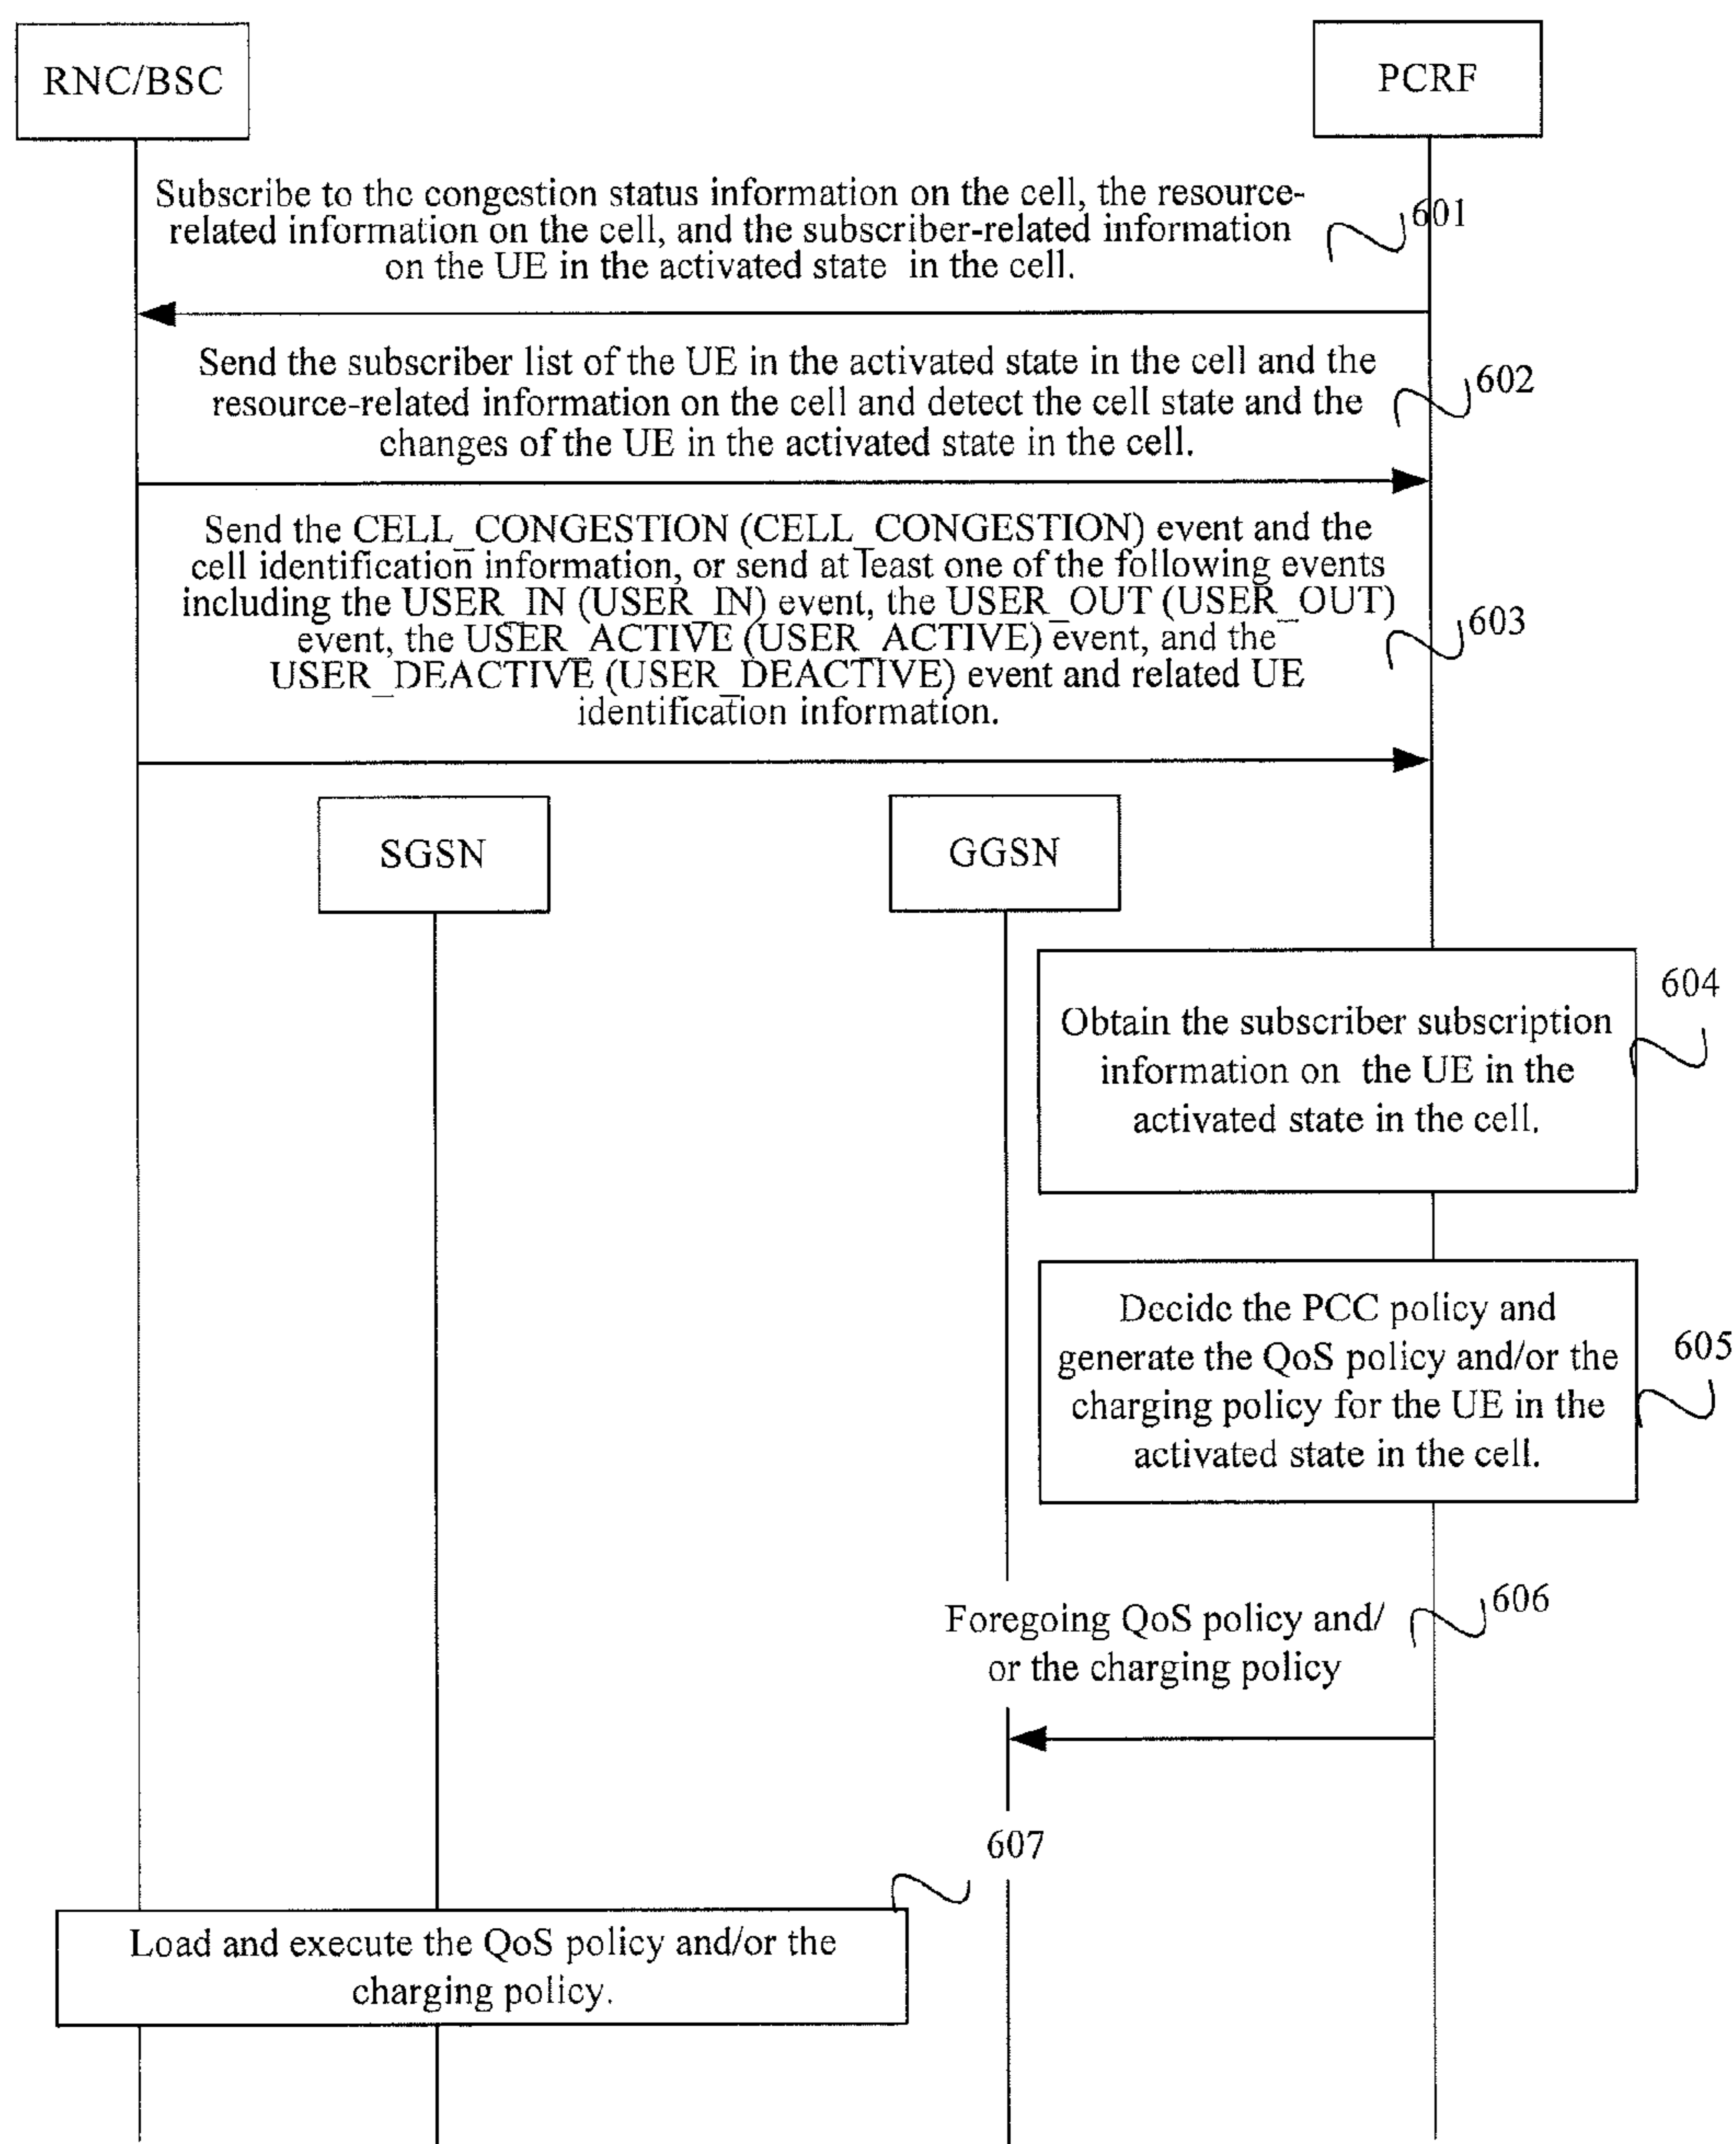 RNC/BSC
PCRF
Subscribe to the congestion status information on the cell, the resource-
related information on the cell, and the subscriber-related information
on the UE in the activated state in the cell.
601
Send the subscriber list of the UE in the activated state in the cell and the
resource-related information on the cell and detect the cell state and the
changes of the UE in the activated state in the cell.
602
Send the CELL_CONGESTION (CELL_CONGESTION) event and the
cell identification information, or send at least one of the following events
including the USER_IN (USER_IN) event, the USER_OUT (USER_OUT)
event, the USER_ACTIVE (USER_ACTIVE) event, and the
USER_DEACTIVE (USER_DEACTIVE) event and related UE
identification information.
603
SGSN
GGSN
604
Obtain the subscriber subscription
information on the UE in the
activated state in the cell.
Decide the PCC policy and
generate the QoS policy and/or the
charging policy for the UE in the
activated state in the cell.
605
606
Foregoing QoS policy and/
or the charging policy
607
Load and execute the QoS policy and/or the
charging policy.